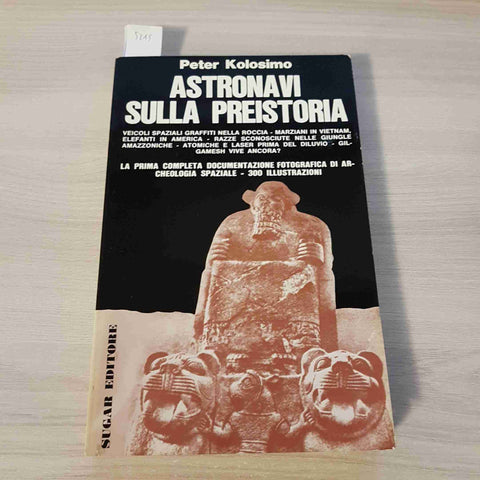 5215
Peter Kolosimo
ASTRONAVI
SULLA PREISTORIA
VEICOLI SPAZIALI GRAFFITI NELLA ROCCIA - MARZIANI IN VIETNAM,
ELEFANTI IN AMERICA - RAZZE SCONOSCIUTE NELLE GIUNGLE
AMAZZONICHE - ATOMICHE E LASER PRIMA DEL DILUVIO - GIL-
GAMESH VIVE ANCORA?
LA PRIMA COMPLETA DOCUMENTAZIONE FOTOGRAFICA DI AR-
CHEOLOGIA SPAZIALE - 300 ILLUSTRAZIONI
SUGAR EDITORE